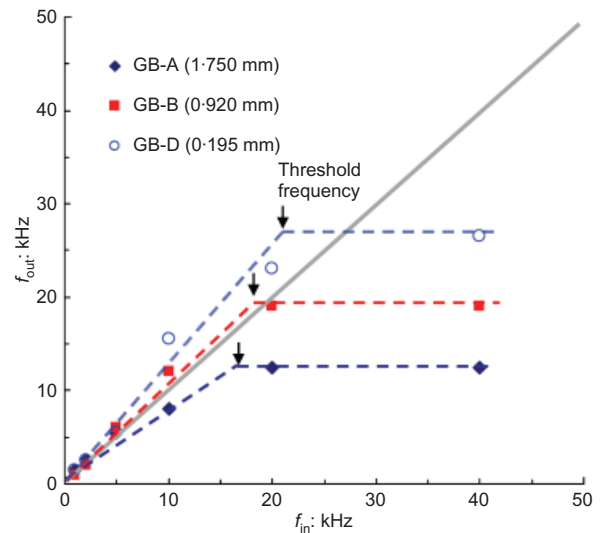 50
40
30
20
10
0
f_out: kHz
GB-A (1·750 mm)
GB-B (0·920 mm)
GB-D (0·195 mm)
Threshold
frequency
0
10
20
30
40
50
f_in: kHz